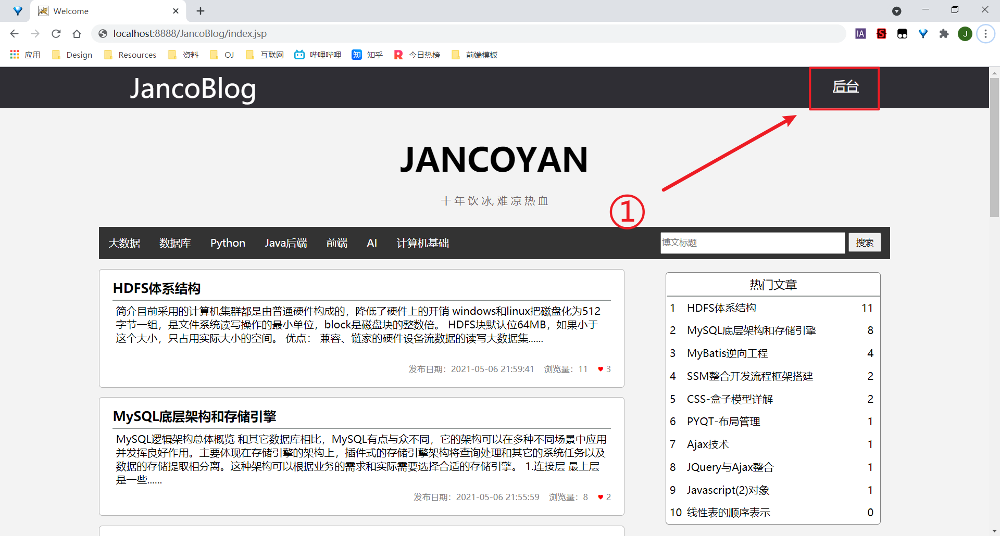 Welcome
localhost:8888/JancoBlog/index.jsp
IA
S
J
应用
Design
Resources
资料
OJ
互联网
哔哩哔哩
知
知乎
R
今日热榜
前端模板
JancoBlog
后台
JANCOYAN
十年饮冰,难凉热血
①
大数据
数据库
Python
Java后端
前端
AI
计算机基础
博文标题
搜索
HDFS体系结构
简介目前采用的计算机集群都是由普通硬件构成的，降低了硬件上的开销 windows和linux把磁盘化为512
字节一组，是文件系统读写操作的最小单位，block是磁盘块的整数倍。 HDFS块默认位64MB，如果小于
这个大小，只占用实际大小的空间。 优点： 兼容、链家的硬件设备流数据的读写大数据集......
发布日期：2021-05-06 21:59:41 浏览量：11 ♥ 3
MySQL底层架构和存储引擎
MySQL逻辑架构总体概览 和其它数据库相比，MySQL有点与众不同，它的架构可以在多种不同场景中应用
并发挥良好作用。主要体现在存储引擎的架构上，插件式的存储引擎架构将查询处理和其它的系统任务以及
数据的存储提取相分离。这种架构可以根据业务的需求和实际需要选择合适的存储引擎。 1.连接层 最上层
是一些......
发布日期：2021-05-06 21:55:59 浏览量：8 ♥ 2
热门文章
1 HDFS体系结构 11
2 MySQL底层架构和存储引擎 8
3 MyBatis逆向工程 4
4 SSM整合开发流程框架搭建 2
5 CSS-盒子模型详解 2
6 PYQT-布局管理 1
7 Ajax技术 1
8 JQuery与Ajax整合 1
9 Javascript(2)对象 1
10 线性表的顺序表示 0